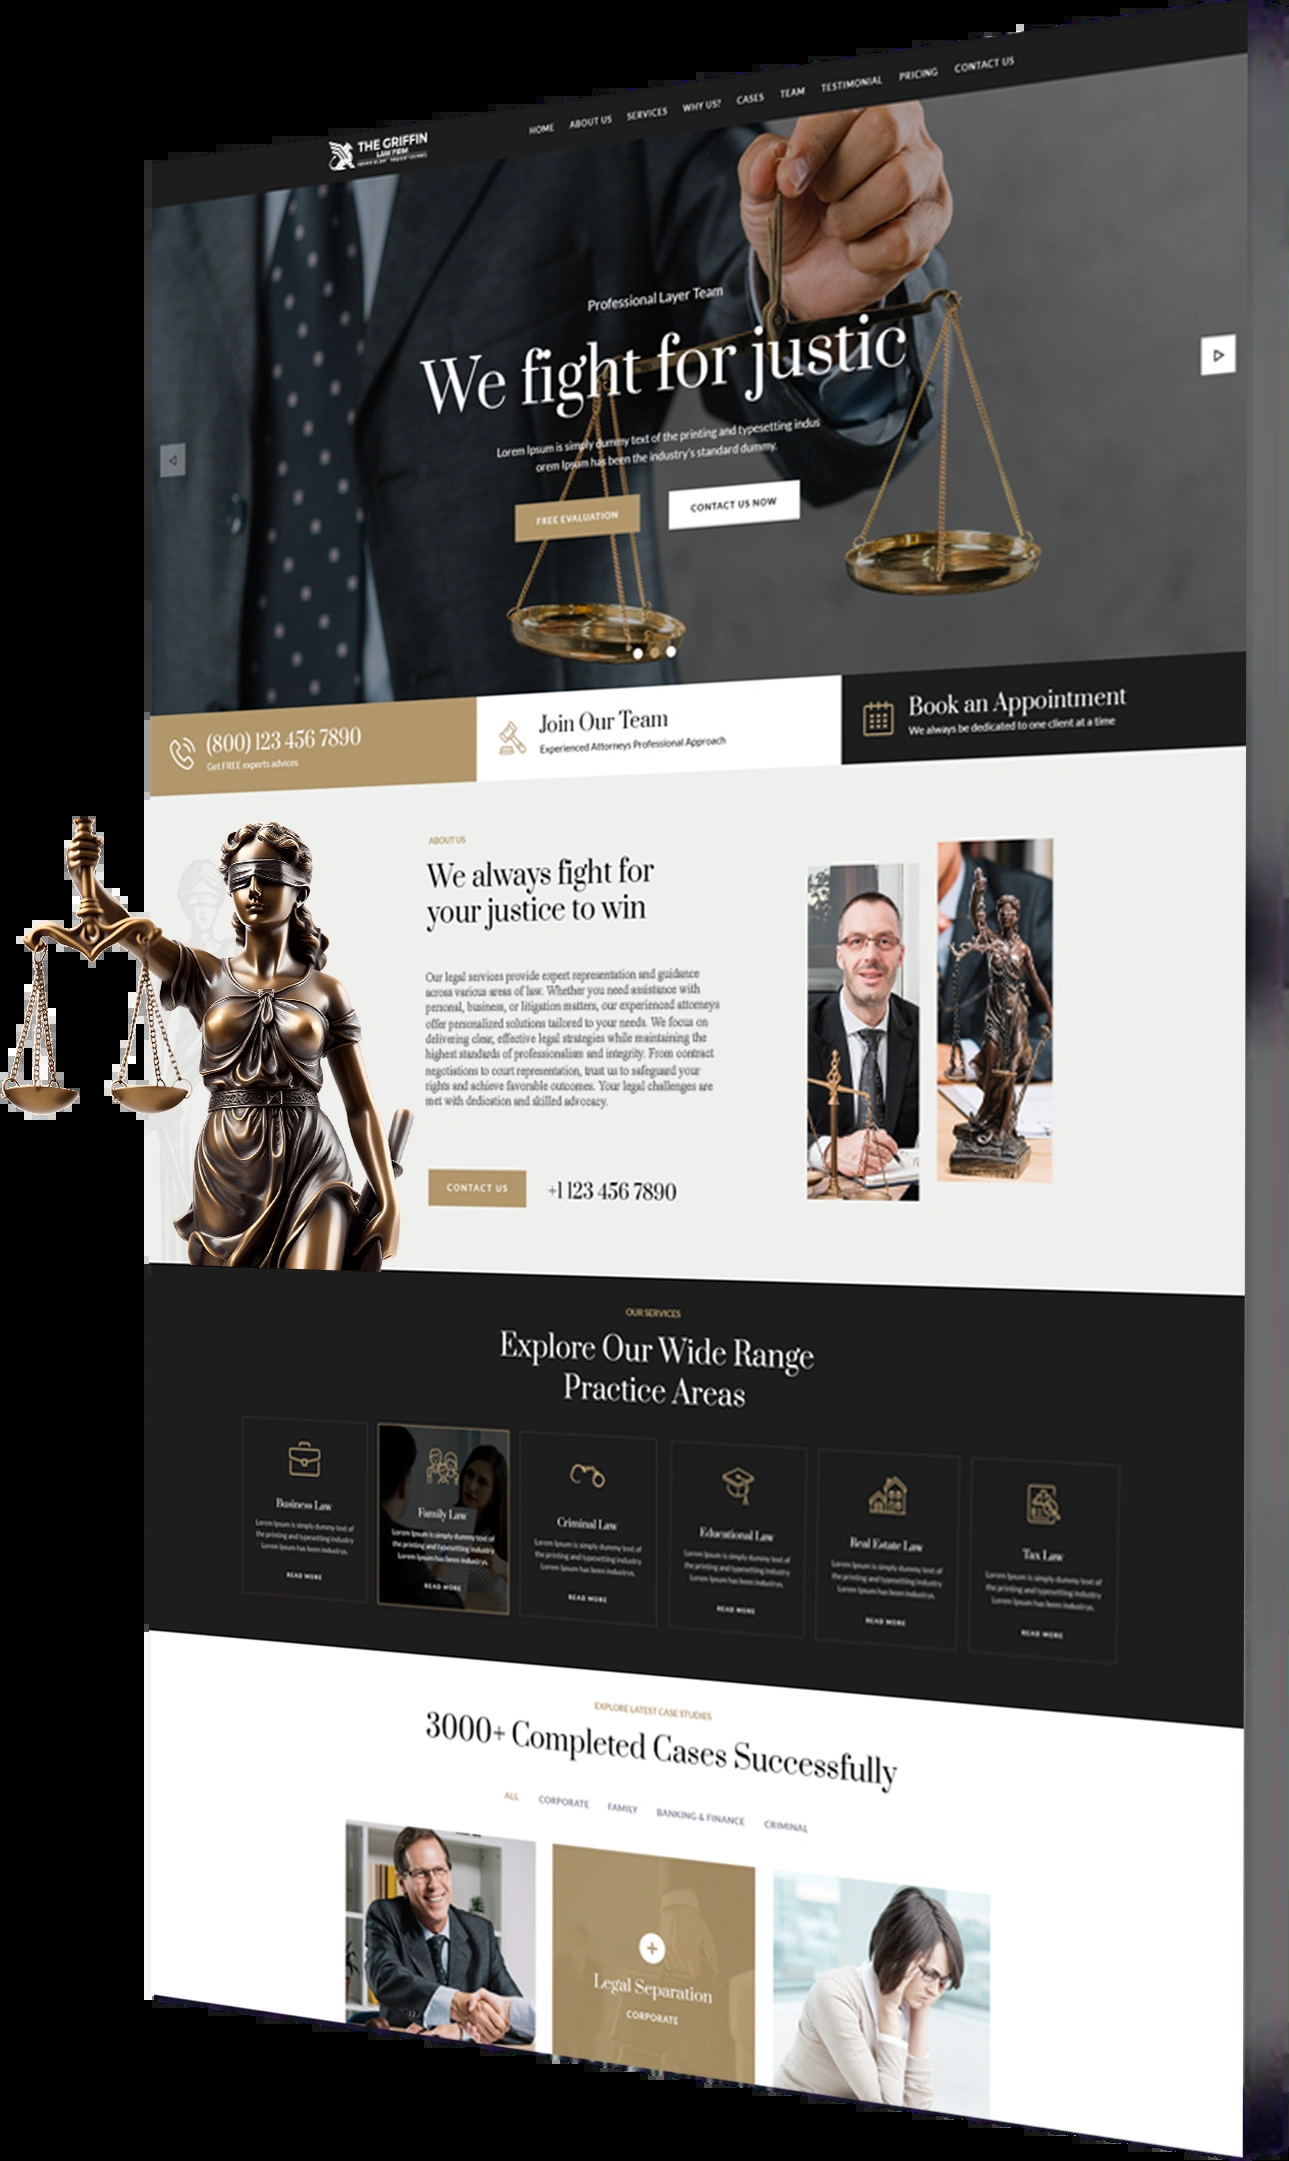 THE GRIFFIN
LAW FIRM
HOME ABOUT US SERVICES WHY US? CASES TEAM TESTIMONIAL PRICING CONTACT US
Professional Layer Team
We fight for justic
Lorem Ipsum is simply dummy text of the printing and typesetting indus
orem Ipsum has been the industry's standard dummy.
FREE EVALUATION
CONTACT US NOW
(800) 123 456 7890
Get FREE experts advices
Join Our Team
Experienced Attorneys Professional Approach
Book an Appointment
We always be dedicated to one client at a time
ABOUT US
We always fight for
your justice to win
Our legal services provide expert representation and guidance
across various areas of law. Whether you need assistance with
personal, business, or litigation matters, our experienced attorneys
offer personalized solutions tailored to your needs. We focus on
delivering clear, effective legal strategies while maintaining the
highest standards of professionalism and integrity. From contract
negotiations to court representation, trust us to safeguard your
rights and achieve favorable outcomes. Your legal challenges are
met with dedication and skilled advocacy.
CONTACT US
+1 123 456 7890
OUR SERVICES
Explore Our Wide Range
Practice Areas
Business Law
Lorem Ipsum is simply dummy text of
the printing and typesetting industry
Lorem Ipsum has been industrys.
READ MORE
Family Law
Lorem Ipsum is simply dummy text of
the printing and typesetting industry
Lorem Ipsum has been industrys.
READ MORE
Criminal Law
Lorem Ipsum is simply dummy text of
the printing and typesetting industry
Lorem Ipsum has been industrys.
READ MORE
Educational Law
Lorem Ipsum is simply dummy text of
the printing and typesetting industry
Lorem Ipsum has been industrys.
READ MORE
Real Estate Law
Lorem Ipsum is simply dummy text of
the printing and typesetting industry
Lorem Ipsum has been industrys.
READ MORE
Tax Law
Lorem Ipsum is simply dummy text of
the printing and typesetting industry
Lorem Ipsum has been industrys.
READ MORE
EXPLORE LATEST CASE STUDIES
3000+ Completed Cases Successfully
ALL CORPORATE FAMILY BANKING & FINANCE CRIMINAL
Legal Separation
CORPORATE